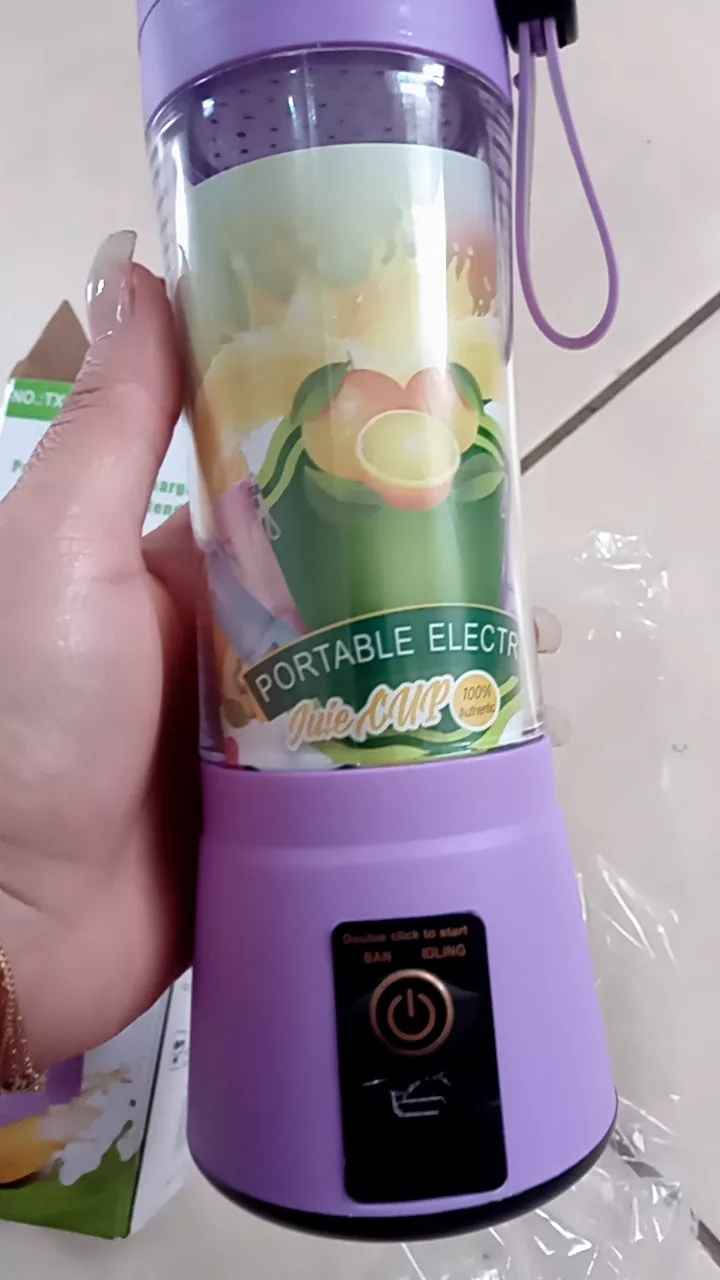 NO.:TX
PORTABLE ELECTR
Juie CUP
100%
Authentic
Double click to start
BAN IDLING